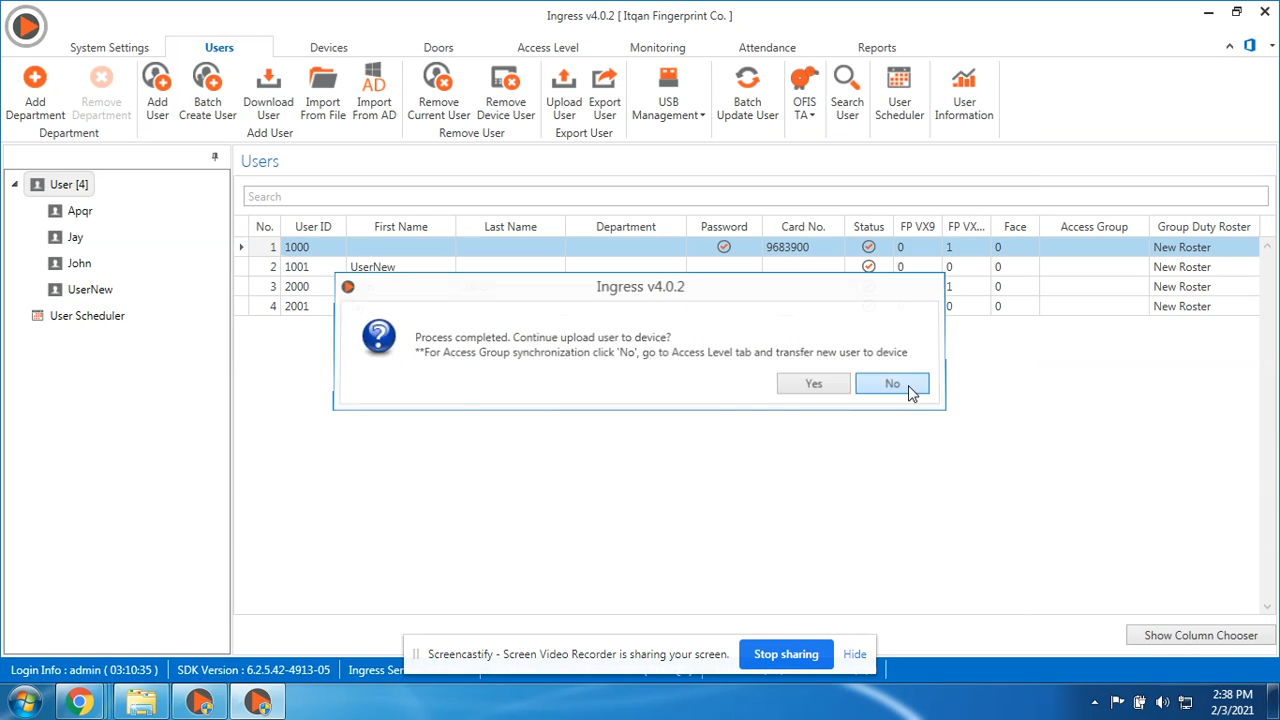 Ingress v4.0.2 [ Itqan Fingerprint Co. ]
System Settings Users Devices Doors Access Level Monitoring Attendance Reports
Add Department
Remove Department
Add User
Batch Create User
Download User
Import From File
AD
Import From AD
Remove Current User
Remove Device User
Upload User
Export User
USB Management
Batch Update User
OFIS TA
Search User
User Scheduler
User Information
Department Add User Remove User Export User
User [4]
Apqr
Jay
John
UserNew
User Scheduler
Users
Search
No. User ID First Name Last Name Department Password Card No. Status FP VX9 FP VX... Face Access Group Group Duty Roster
1 1000 9683900 0 1 0 New Roster
2 1001 UserNew 0 0 0 New Roster
3 2000 1 0 New Roster
4 2001 0 0 New Roster
Ingress v4.0.2
Process completed. Continue upload user to device?
**For Access Group synchronization click 'No', go to Access Level tab and transfer new user to device
Yes No
Show Column Chooser
Screencastify - Screen Video Recorder is sharing your screen. Stop sharing Hide
Login Info : admin ( 03:10:35 ) SDK Version : 6.2.5.42-4913-05 Ingress Ser
2:38 PM
2/3/2021